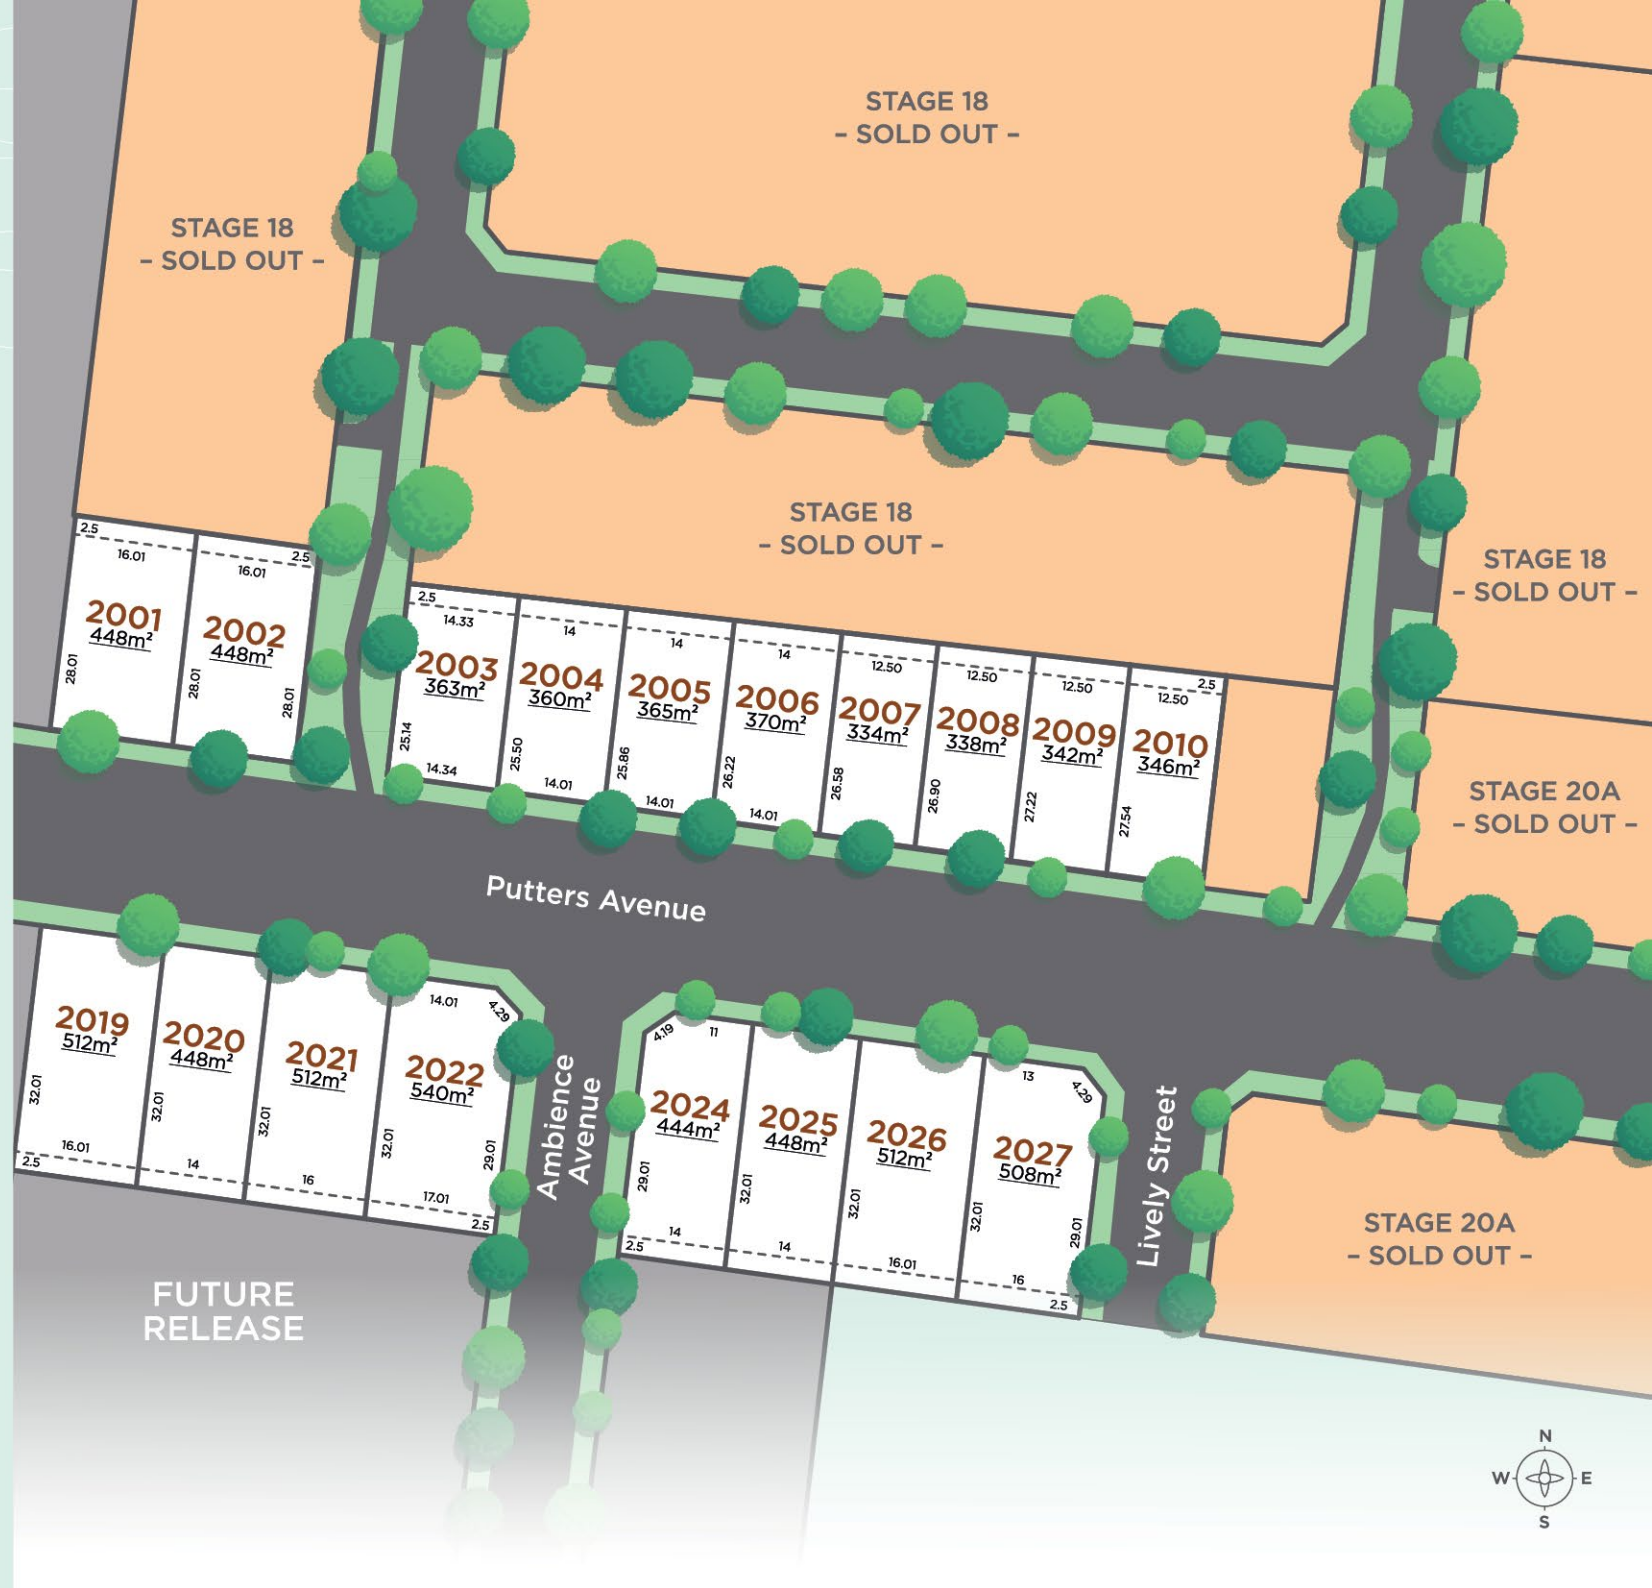 STAGE 18
- SOLD OUT -
STAGE 18
- SOLD OUT -
STAGE 18
- SOLD OUT -
STAGE 18
- SOLD OUT -
2.5
16.01
2001
448m²
28.01
2.5
16.01
2002
448m²
28.01
28.01
2.5
14.33
2003
363m²
25.14
14.34
14
2004
360m²
25.50
14.01
14
2005
365m²
25.86
14.01
14
2006
370m²
26.22
14.01
12.50
2007
334m²
26.58
12.50
2008
338m²
26.90
12.50
2009
342m²
27.22
2.5
12.50
2010
346m²
27.54
STAGE 20A
- SOLD OUT -
Putters Avenue
2019
512m²
32.01
16.01
2.5
2020
448m²
32.01
14
2021
512m²
32.01
16
14.01
4.29
2022
540m²
32.01
29.01
17.01
2.5
Ambience
Avenue
4.19
11
2024
444m²
29.01
14
2.5
2025
448m²
32.01
14
2026
512m²
32.01
16.01
13
4.29
2027
508m²
32.01
29.01
16
2.5
Lively Street
STAGE 20A
- SOLD OUT -
FUTURE
RELEASE
N
W E
S